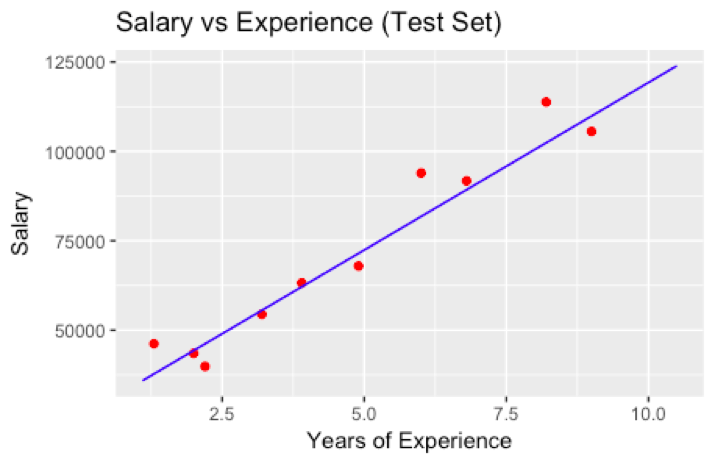 Salary vs Experience (Test Set)
125000
100000
75000
50000
Salary
2.5 5.0 7.5 10.0
Years of Experience